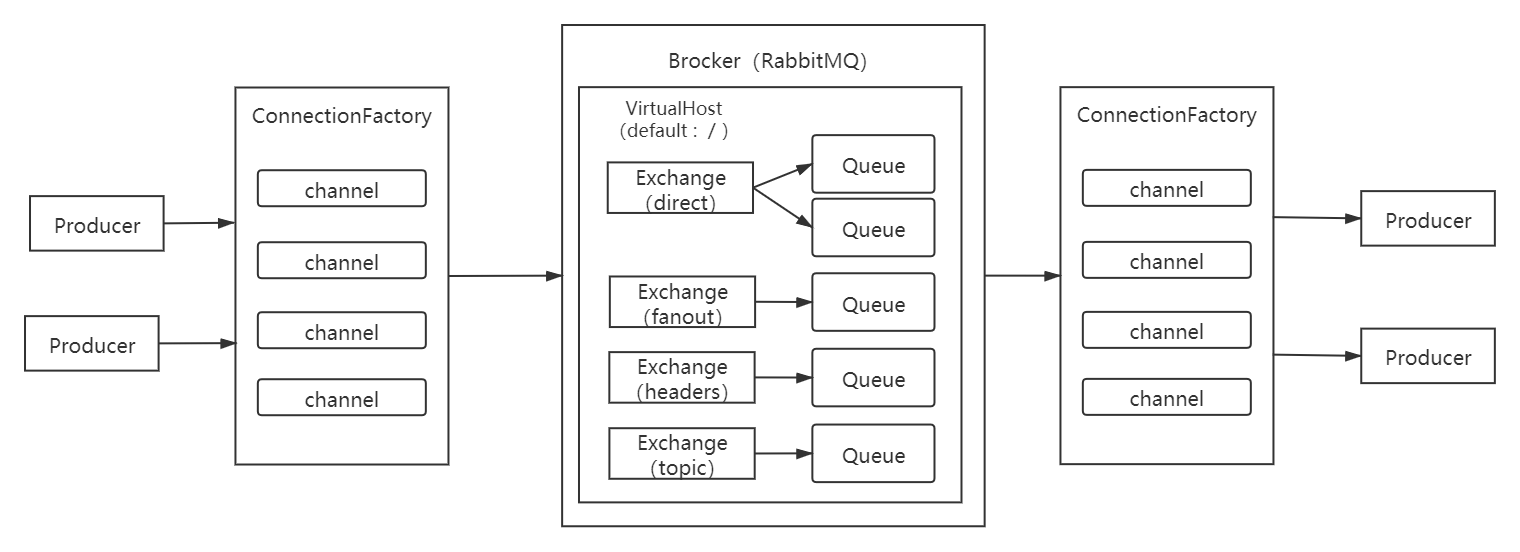 Producer
Producer
ConnectionFactory
channel
channel
channel
channel
Brocker（RabbitMQ）
VirtualHost
（default： / ）
Exchange
（direct）
Queue
Queue
Exchange
（fanout）
Queue
Exchange
（headers）
Queue
Exchange
（topic）
Queue
ConnectionFactory
channel
channel
channel
channel
Producer
Producer